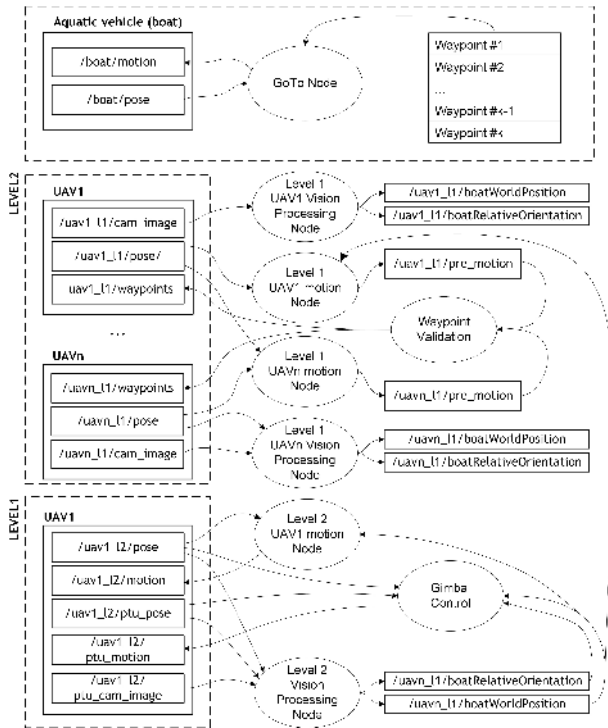 Aquatic vehicle (boat)
/boat/motion
/boat/pose
GoTo Node
Waypoint #1
Waypoint #2
...
Waypoint #k-1
Waypoint #k
LEVEL2
UAV1
/uav1_l1/cam_image
/uav1_l1/pose/
uav1_l1/waypoints
...
UAVn
/uavn_l1/waypoints
/uavn_l1/pose
/uavn_l1/cam_image
Level 1
UAV1 Vision
Processing
Node
/uav1_l1/boatWorldPosition
/uav1_l1/boatRelativeOrientation
Level 1
UAV1 motion
Node
/uav1_l1/pre_motion
Waypoint
Validation
Level 1
UAVn motion
Node
/uavn_l1/pre_motion
Level 1
UAVn Vision
Processing
Node
/uavn_l1/boatWorldPosition
/uavn_l1/boatRelativeOrientation
LEVEL1
UAV1
/uav1_l2/pose
/uav1_l2/motion
/uav1_l2/ptu_pose
/uav1_l2/
ptu_motion
/uav1_l2/
ptu_cam_image
Level 2
UAV1 motion
Node
Gimba
Control
Level 2
Vision
Processing
Node
/uavn_l1/boatRelativeOrientation
/uavn_l1/boatWorldPosition